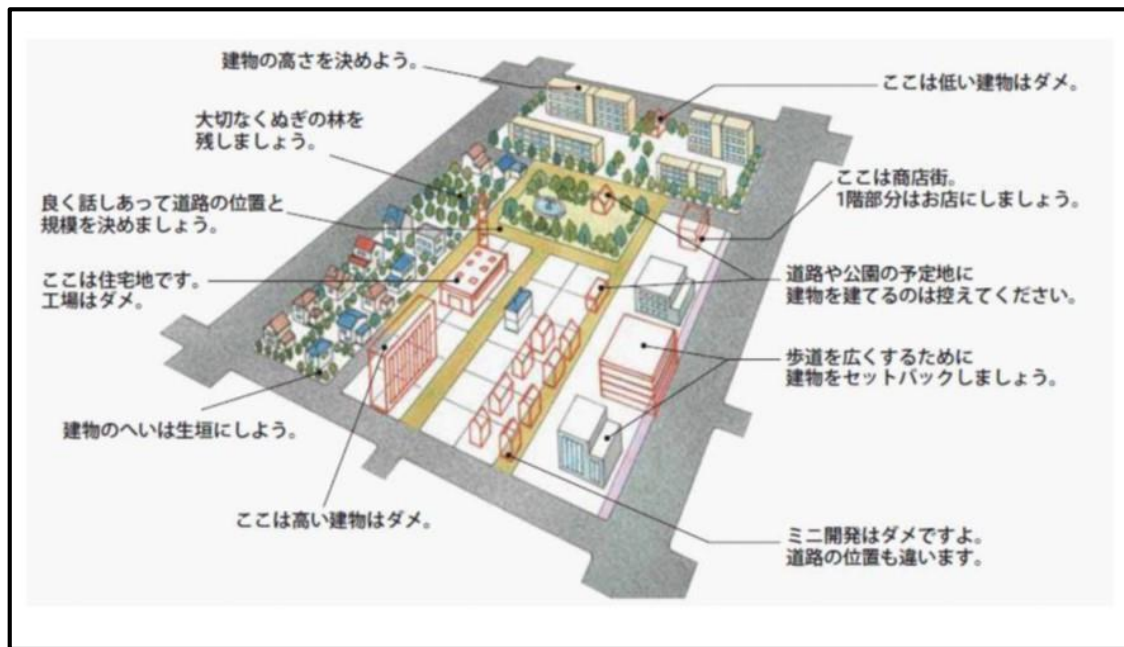 建物の高さを決めよう。
ここは低い建物はダメ。
大切なくぬぎの林を
残しましょう。
良く話しあって道路の位置と
規模を決めましょう。
ここは商店街。
1階部分はお店にしましょう。
ここは住宅地です。
工場はダメ。
道路や公園の予定地に
建物を建てるのは控えてください。
歩道を広くするために
建物をセットバックしましょう。
建物のへいは生垣にしよう。
ここは高い建物はダメ。
ミニ開発はダメですよ。
道路の位置も違います。